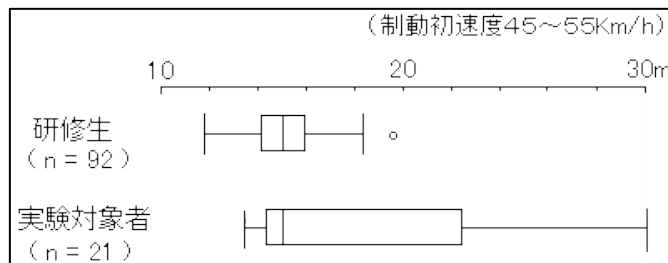 (制動初速度45～55Km/h)
10 20 30m
研修生
(n = 92)
実験対象者
(n = 21)